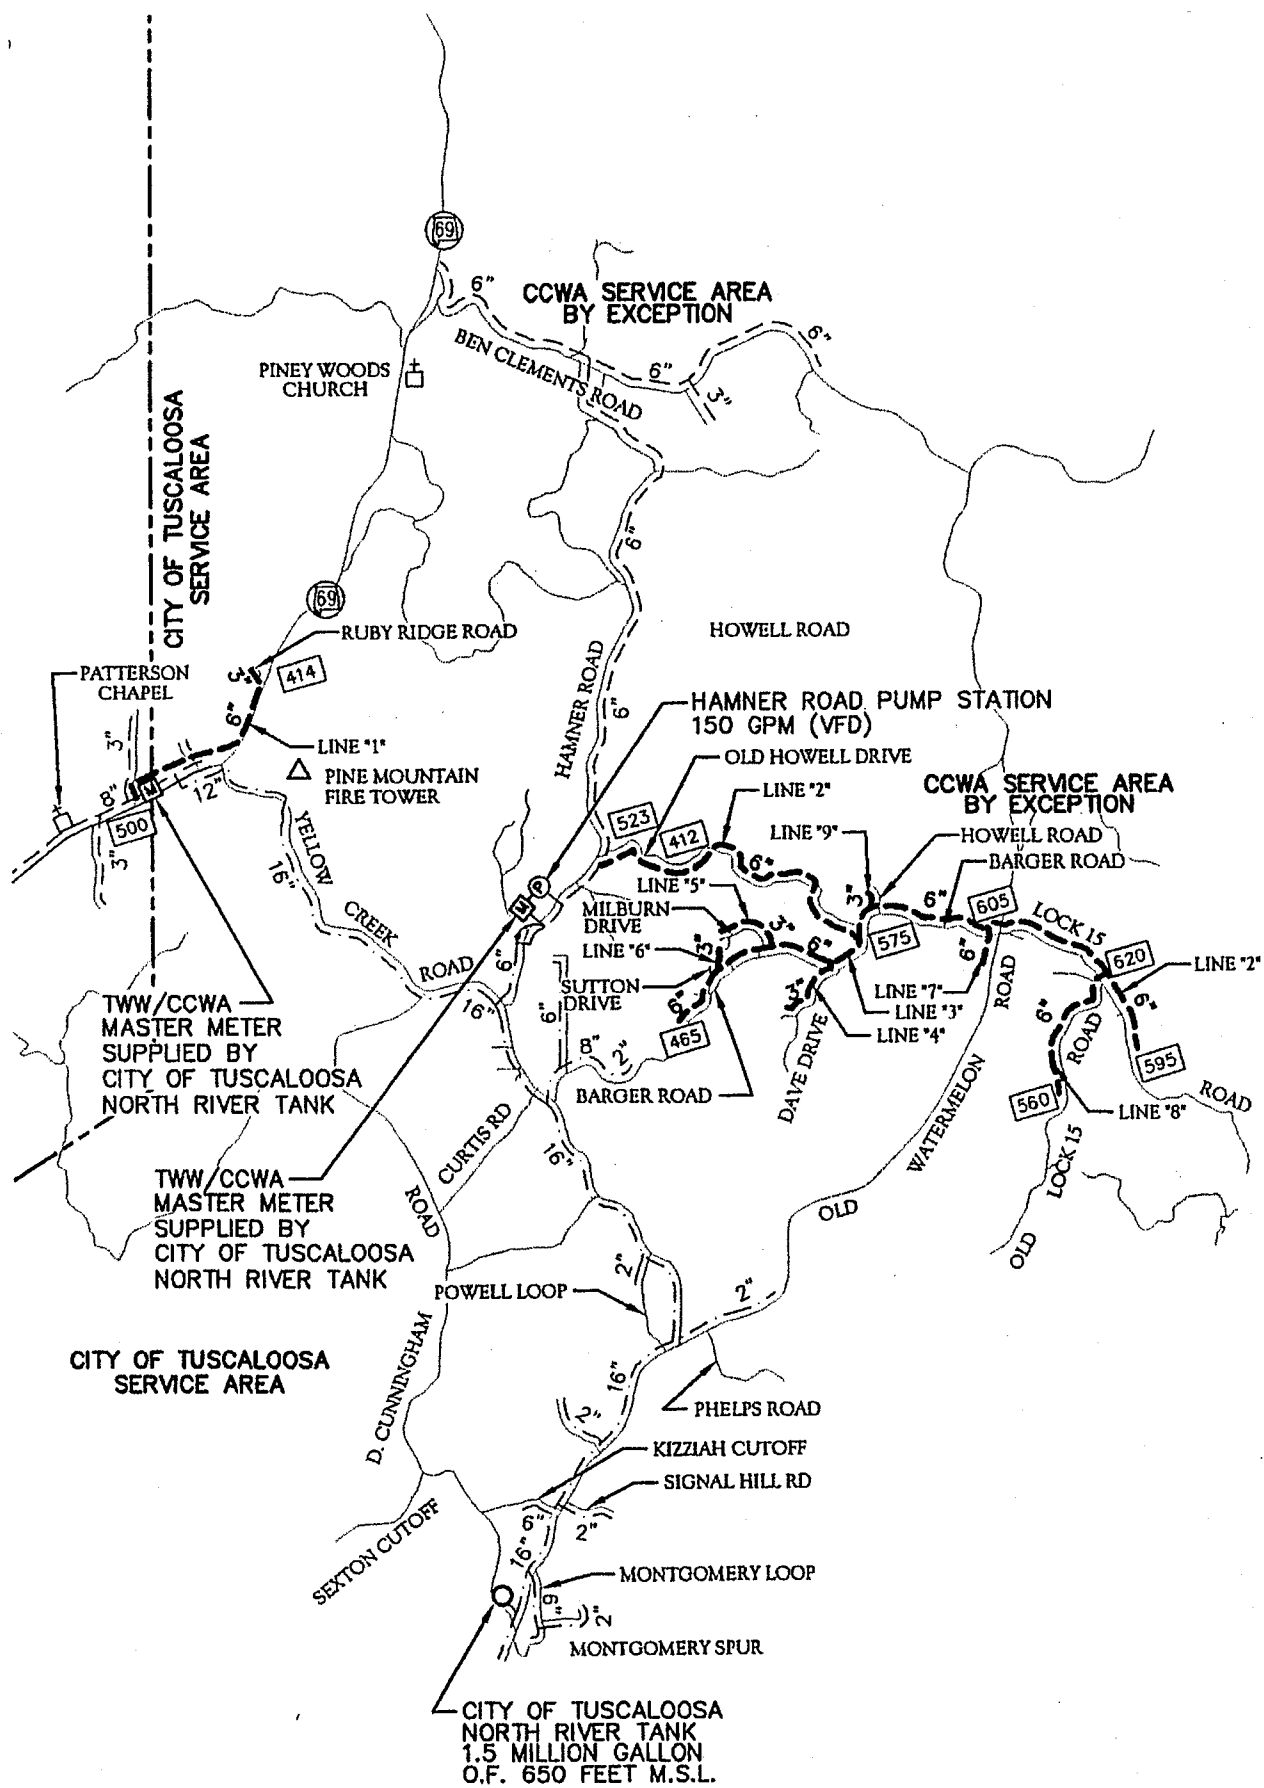 69
6"
CCWA SERVICE AREA
BY EXCEPTION
6"
BEN CLEMENTS ROAD
6"
3"
PINEY WOODS
CHURCH
CITY OF TUSCALOOSA
SERVICE AREA
6"
69
RUBY RIDGE ROAD
HOWELL ROAD
PATTERSON
CHAPEL
3"
414
HAMNER ROAD
6"
HAMNER ROAD PUMP STATION
150 GPM (VFD)
6"
3"
LINE "1"
OLD HOWELL DRIVE
PINE MOUNTAIN
FIRE TOWER
CCWA SERVICE AREA
BY EXCEPTION
LINE "2"
8"
M
12"
500
3"
523
412
LINE "9"
HOWELL ROAD
BARGER ROAD
YELLOW
16"
CREEK
ROAD
6"
LINE "5"
3"
6"
605
LOCK 15
P
M
MILBURN
DRIVE
3"
LINE "6"
3"
6"
575
6"
620
LINE "2"
6"
SUTTON
DRIVE
6"
3"
LINE "7"
ROAD
6"
6"
TWW/CCWA
MASTER METER
SUPPLIED BY
CITY OF TUSCALOOSA
NORTH RIVER TANK
16"
6"
465
LINE "3"
LINE "4"
ROAD
595
8"
2"
BARGER ROAD
DAVE DRIVE
WATERMELON
560
LINE "8"
ROAD
CURTIS RD
16"
LOCK 15
OLD
TWW/CCWA
MASTER METER
SUPPLIED BY
CITY OF TUSCALOOSA
NORTH RIVER TANK
ROAD
OLD
2"
POWELL LOOP
2"
CITY OF TUSCALOOSA
SERVICE AREA
D. CUNNINGHAM
16"
PHELPS ROAD
2"
KIZZIAH CUTOFF
SIGNAL HILL RD
6"
2"
SEXTON CUTOFF
16"
MONTGOMERY LOOP
6"
2"
MONTGOMERY SPUR
CITY OF TUSCALOOSA
NORTH RIVER TANK
1.5 MILLION GALLON
O.F. 650 FEET M.S.L.